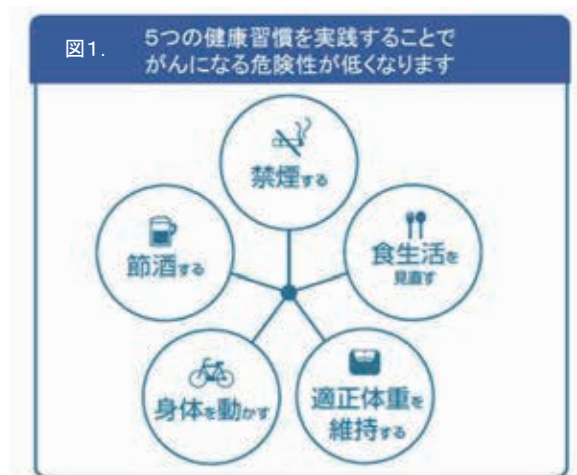 図1.
5つの健康習慣を実践することで
がんになる危険性が低くなります
禁煙する
節酒する
食生活を
見直す
身体を動かす
適正体重を
維持する